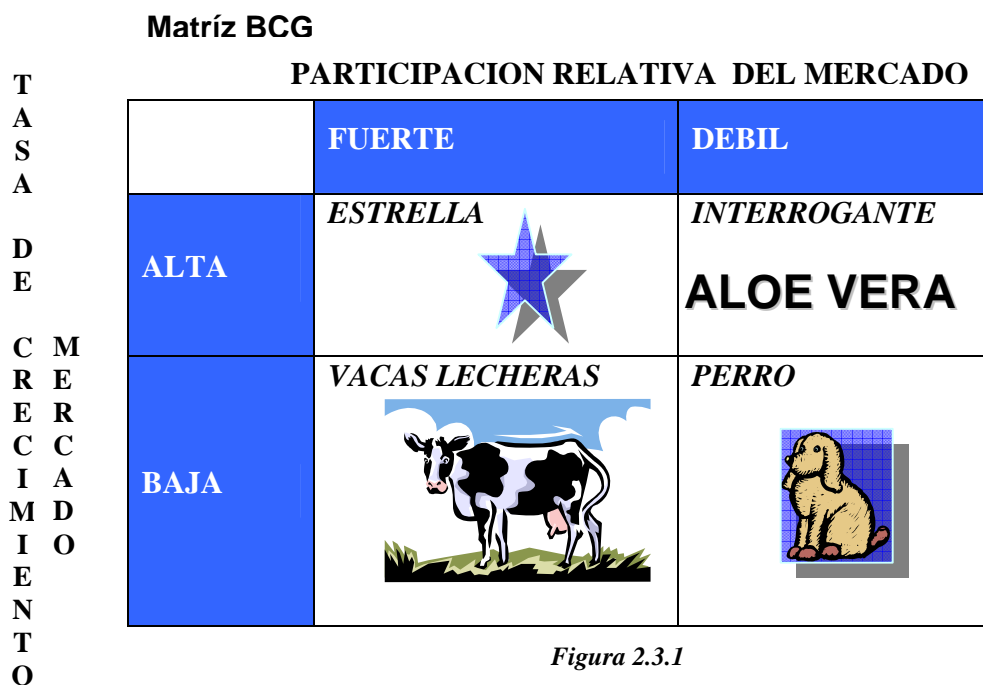 Matríz BCG
PARTICIPACION RELATIVA DEL MERCADO
TASA DE CRECIMIENTO
MERCADO
FUERTE
DEBIL
ALTA
ESTRELLA
INTERROGANTE
ALOE VERA
BAJA
VACAS LECHERAS
PERRO
Figura 2.3.1